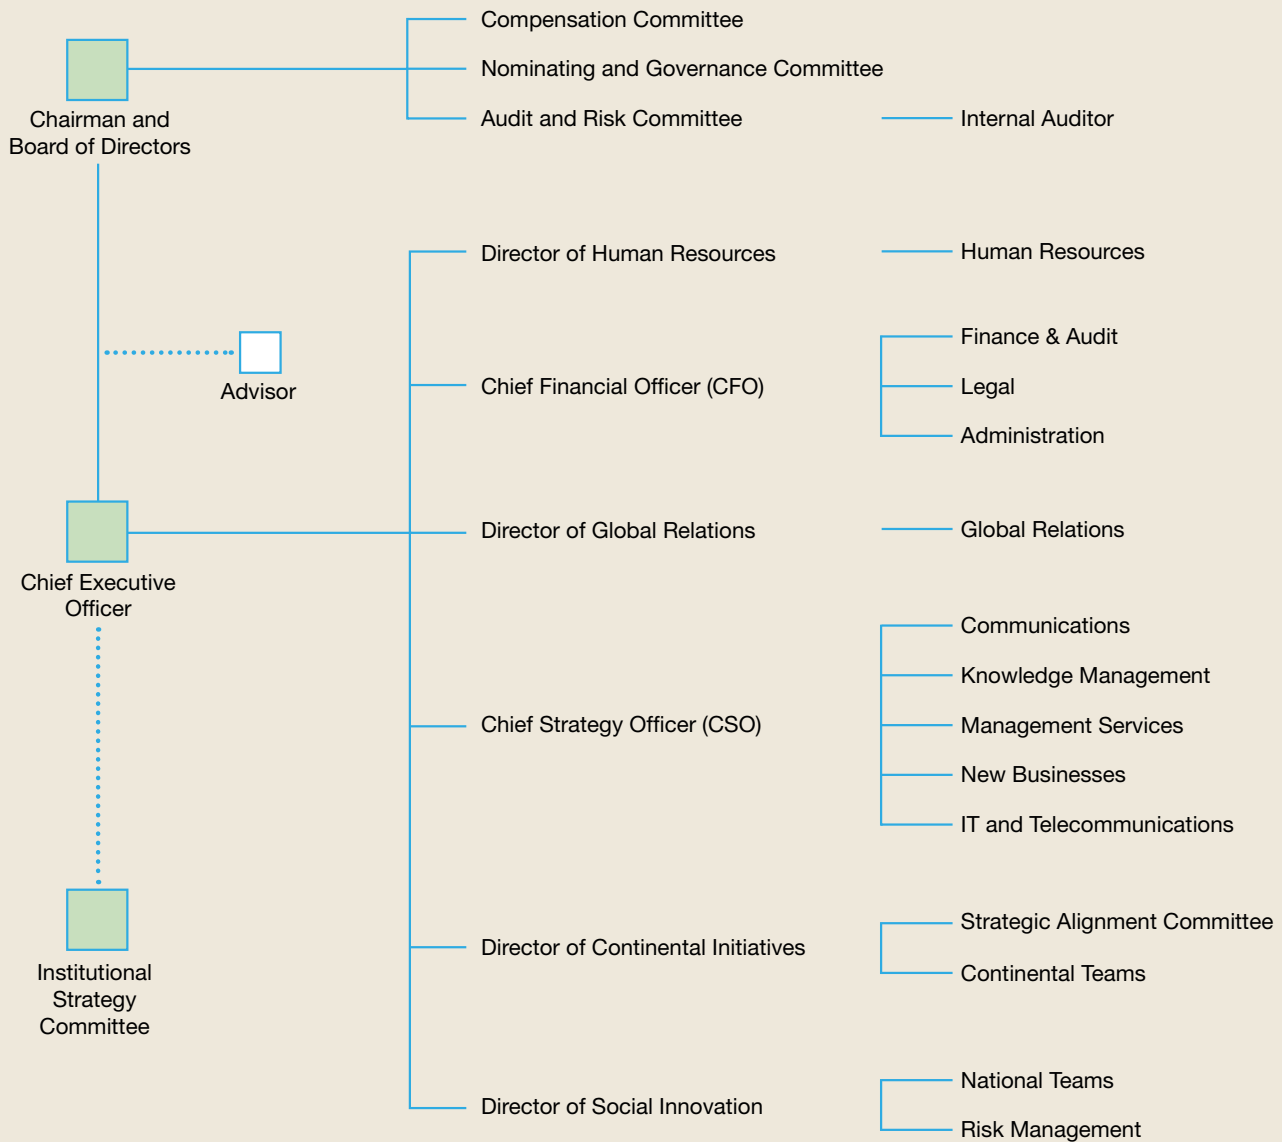 Compensation Committee
Nominating and Governance Committee
Audit and Risk Committee
Internal Auditor
Chairman and
Board of Directors
Director of Human Resources
Human Resources
Advisor
Chief Financial Officer (CFO)
Finance & Audit
Legal
Administration
Chief Executive
Officer
Director of Global Relations
Global Relations
Chief Strategy Officer (CSO)
Communications
Knowledge Management
Management Services
New Businesses
IT and Telecommunications
Institutional
Strategy
Committee
Director of Continental Initiatives
Strategic Alignment Committee
Continental Teams
Director of Social Innovation
National Teams
Risk Management